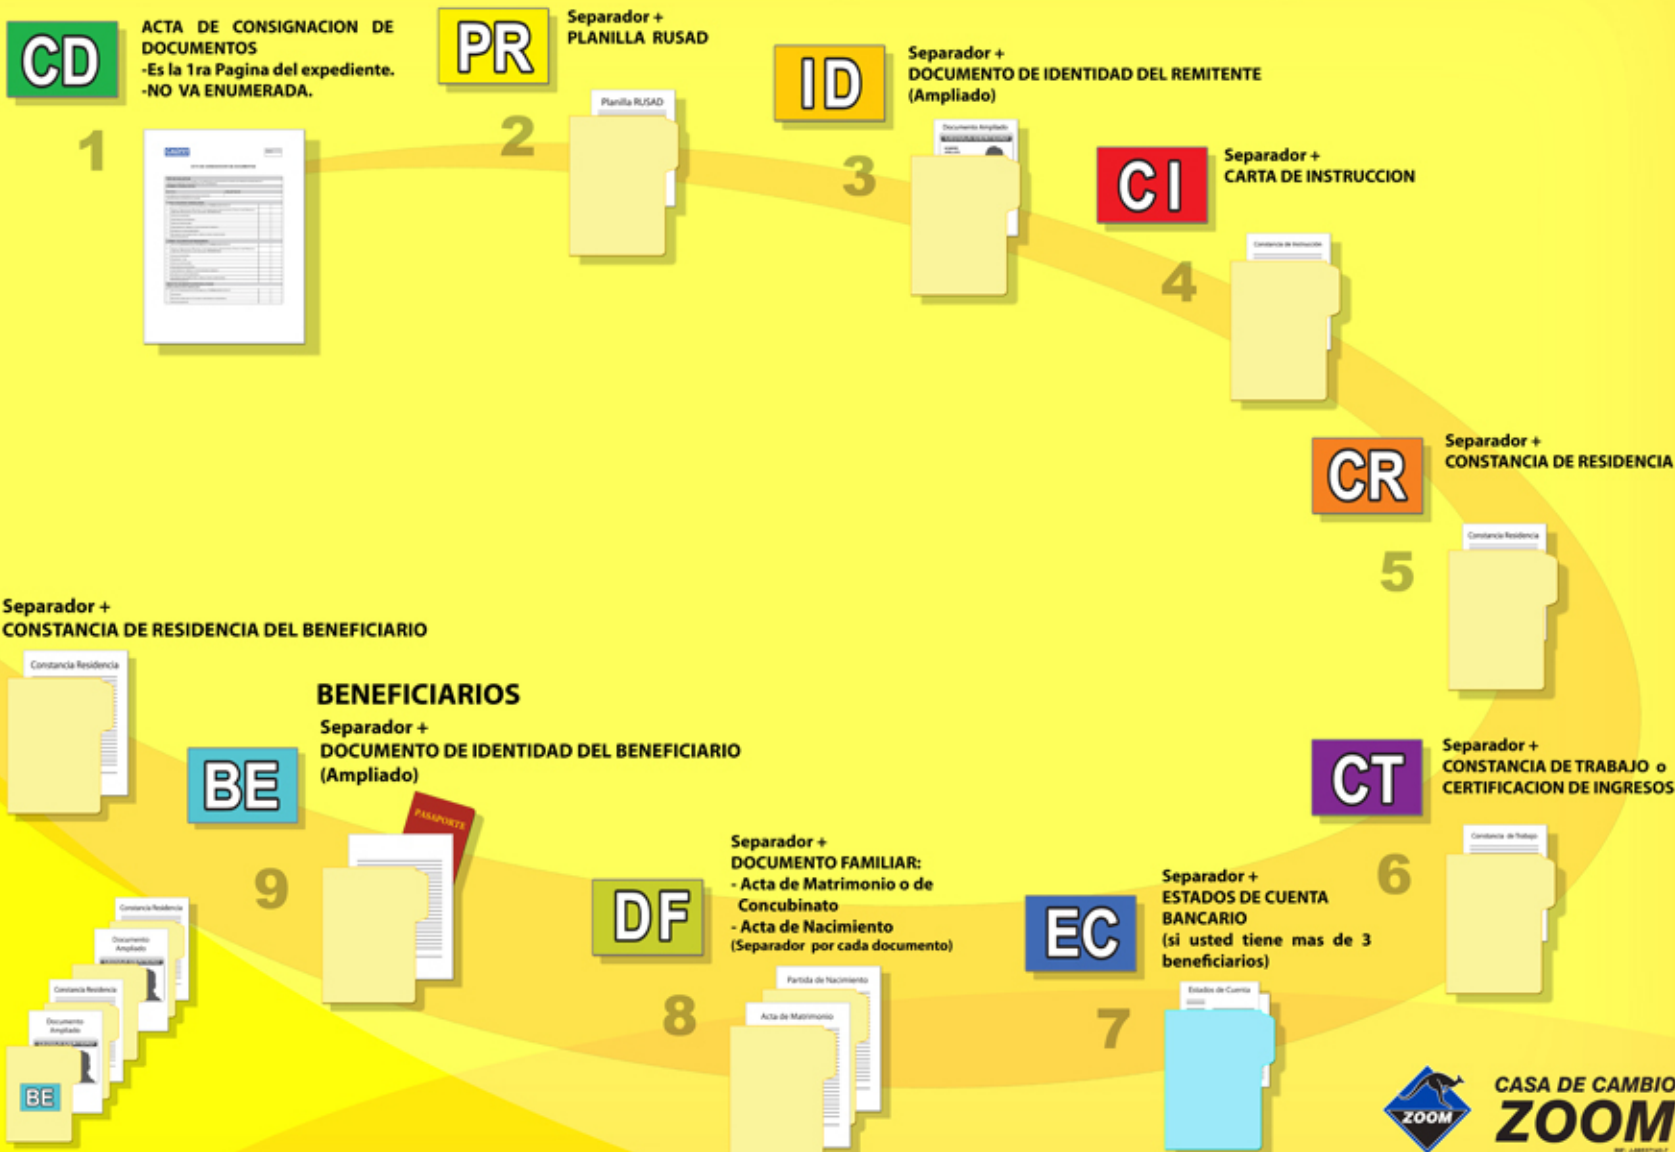 CD
ACTA DE CONSIGNACION DE
DOCUMENTOS
-Es la 1ra Pagina del expediente.
-NO VA ENUMERADA.
1
PR
Separador +
PLANILLA RUSAD
Planilla RUSAD
2
ID
Separador +
DOCUMENTO DE IDENTIDAD DEL REMITENTE
(Ampliado)
Documento Ampliado
3
CI
Separador +
CARTA DE INSTRUCCION
Constancia de Instrucción
4
CR
Separador +
CONSTANCIA DE RESIDENCIA
Constancia Residencia
5
CT
Separador +
CONSTANCIA DE TRABAJO o
CERTIFICACION DE INGRESOS
Constancia de Trabajo
6
EC
Separador +
ESTADOS DE CUENTA
BANCARIO
(si usted tiene mas de 3
beneficiarios)
Estados de Cuenta
7
DF
Separador +
DOCUMENTO FAMILIAR:
- Acta de Matrimonio o de
Concubinato
- Acta de Nacimiento
(Separador por cada documento)
Partida de Nacimiento
Acta de Matrimonio
8
BENEFICIARIOS
BE
Separador +
DOCUMENTO DE IDENTIDAD DEL BENEFICIARIO
(Ampliado)
PASAPORTE
9
Separador +
CONSTANCIA DE RESIDENCIA DEL BENEFICIARIO
Constancia Residencia
Constancia Residencia
Documento
Ampliado
Constancia Residencia
Documento
Ampliado
BE
ZOOM
CASA DE CAMBIO
ZOOM